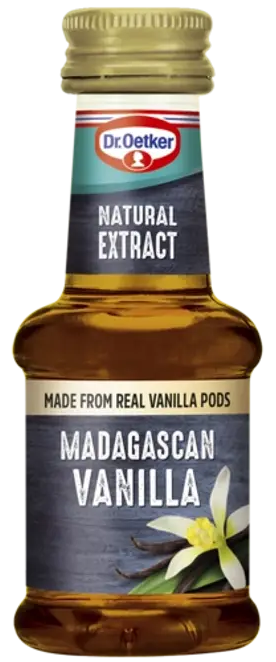 Dr.Oetker
NATURAL
EXTRACT
MADE FROM REAL VANILLA PODS
MADAGASCAN
VANILLA